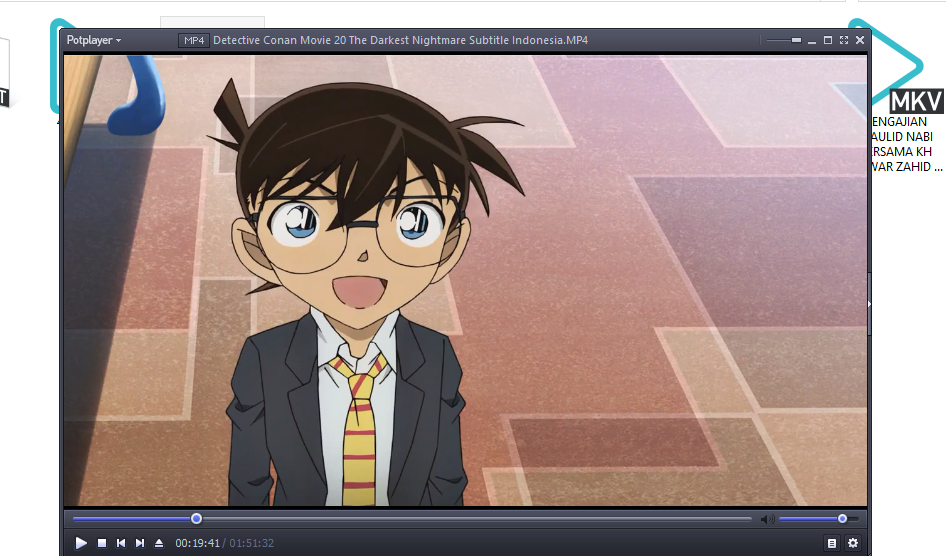 Potplayer
MP4 Detective Conan Movie 20 The Darkest Nightmare Subtitle Indonesia.MP4
MKV
ENGAJIAN
AULID NABI
ERSAMA KH
WAR ZAHID ...
T
00:19:41 / 01:51:32